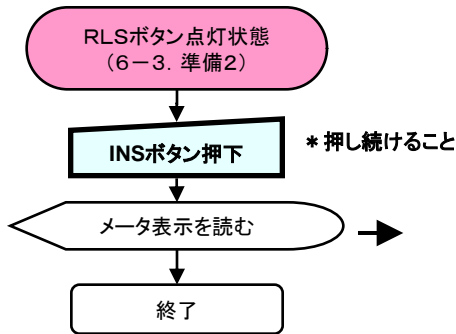 RLSボタン点灯状態
（6－3．準備2）
INSボタン押下
＊押し続けること
メータ表示を読む
終了